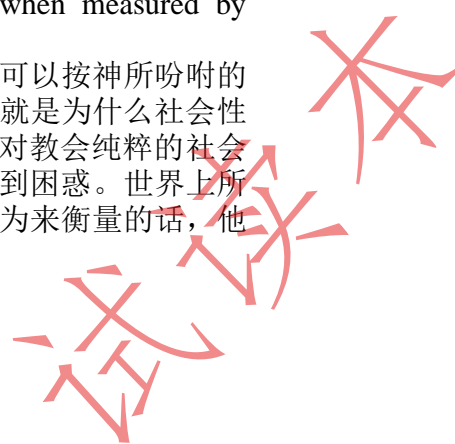 when measured by
可以按神所吩咐的
就是为什么社会性
对教会纯粹的社会
到困惑。世界上所
为来衡量的话，他
试读本